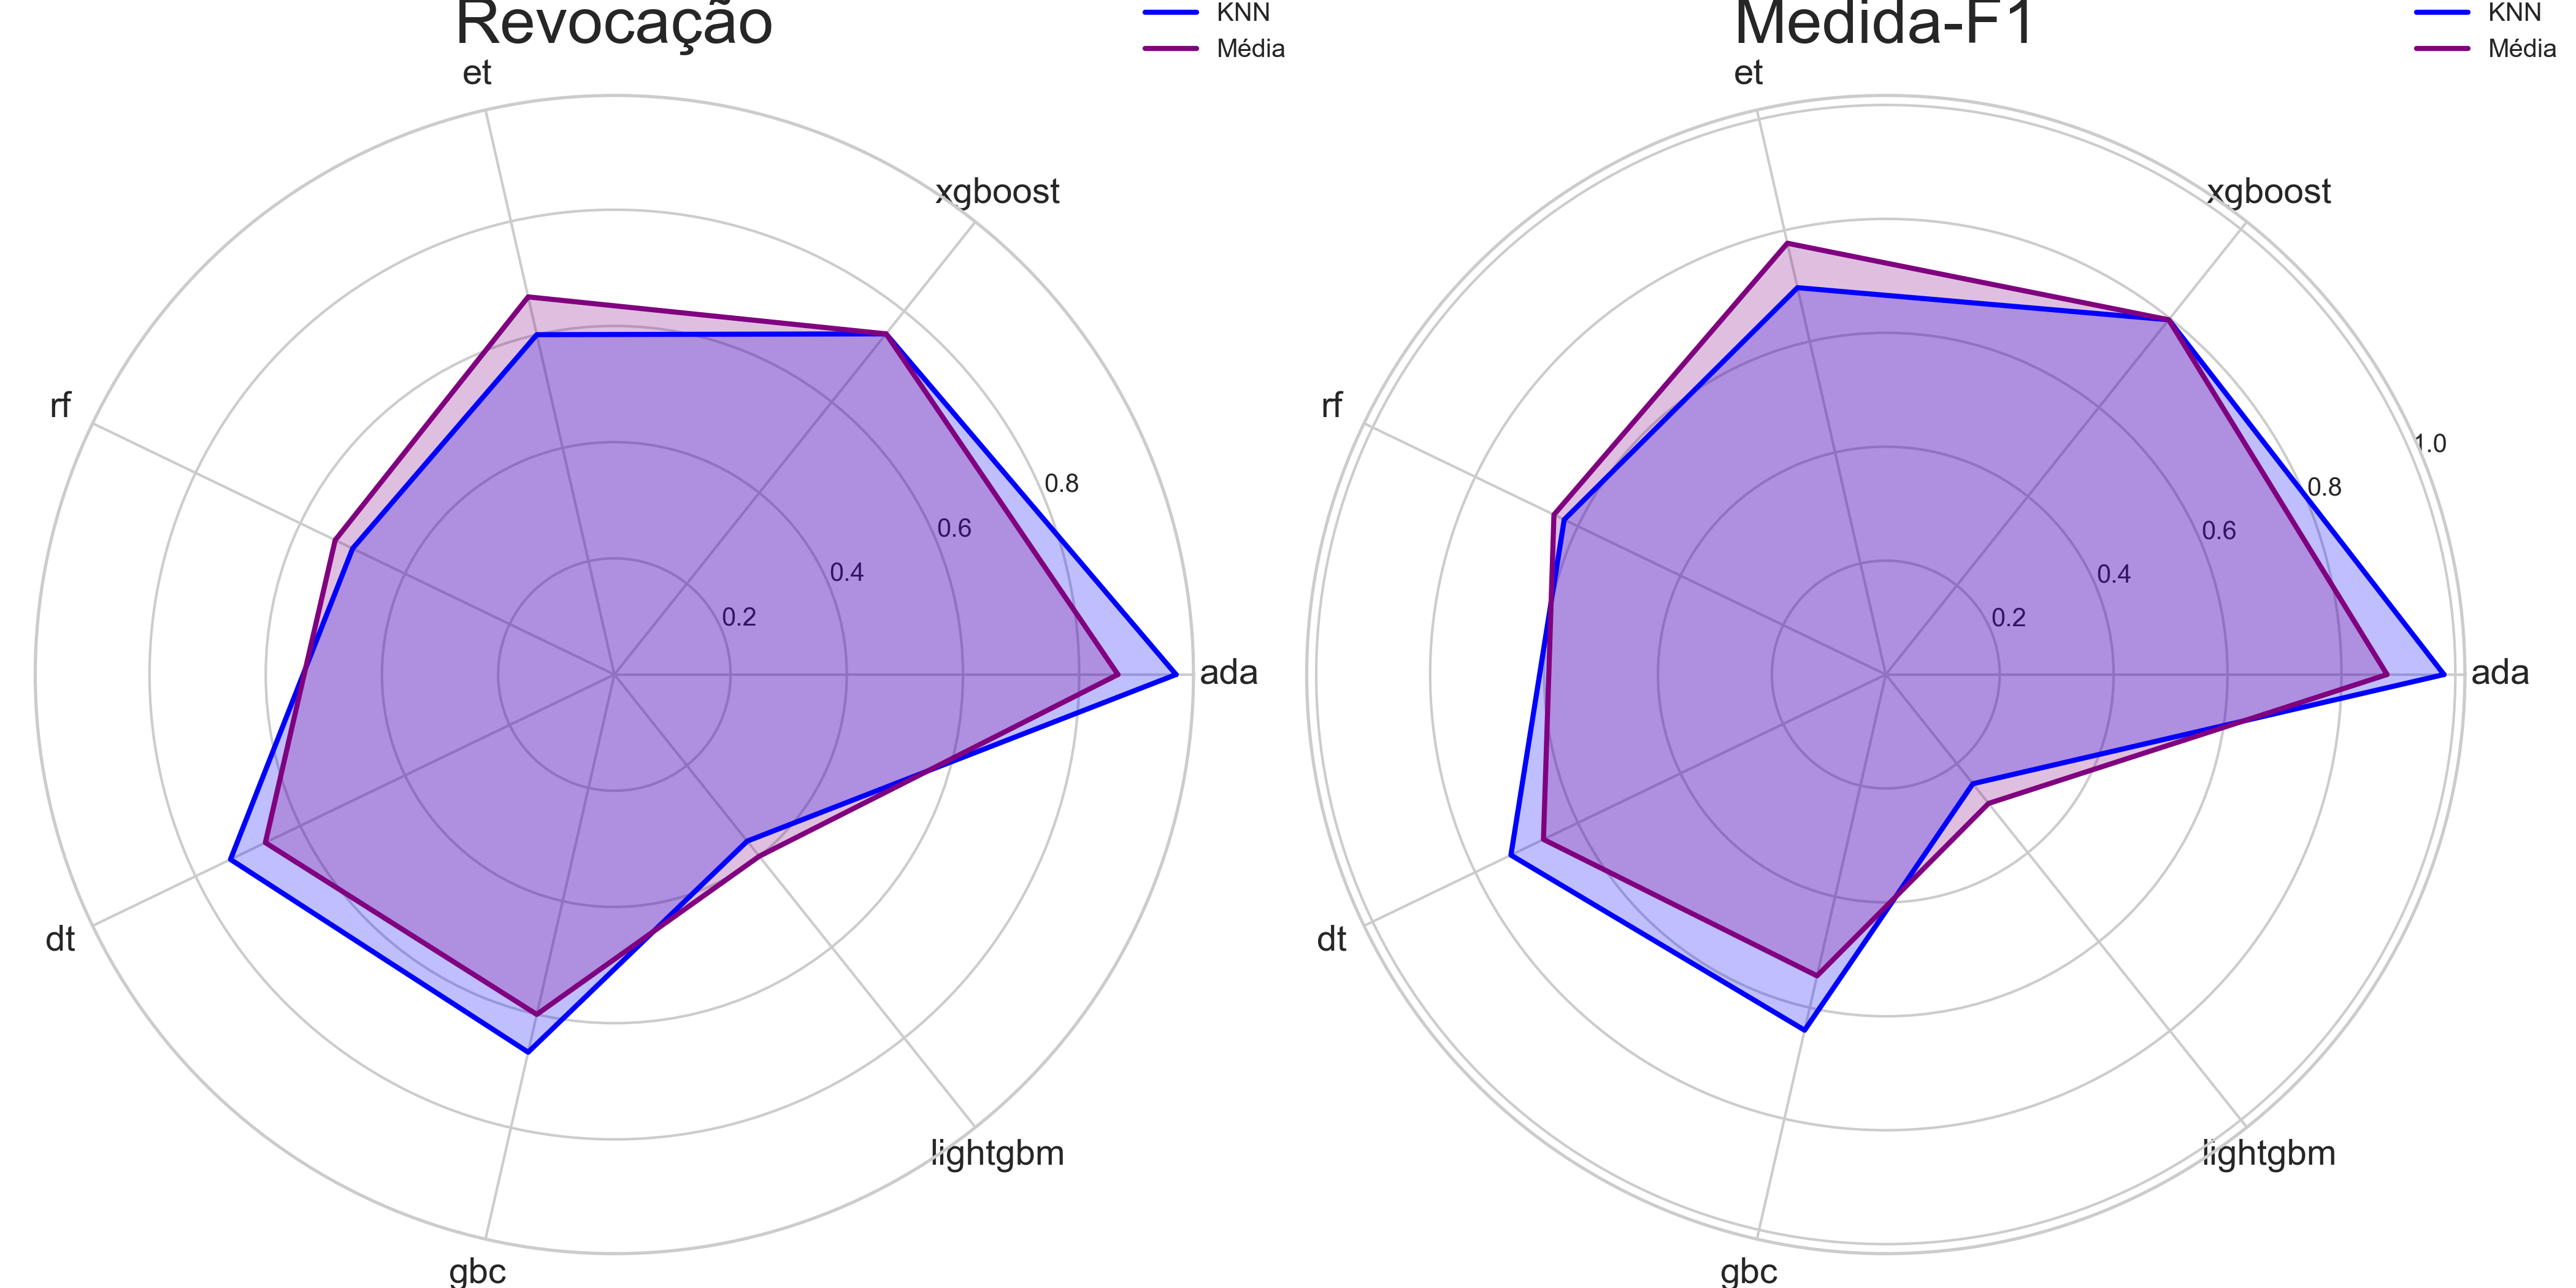 Revocação
KNN
Média
et
xgboost
rf
0.8
0.6
0.4
0.2
ada
dt
lightgbm
gbc
Medida-F1
KNN
Média
et
xgboost
rf
1.0
0.8
0.6
0.4
0.2
ada
dt
lightgbm
gbc